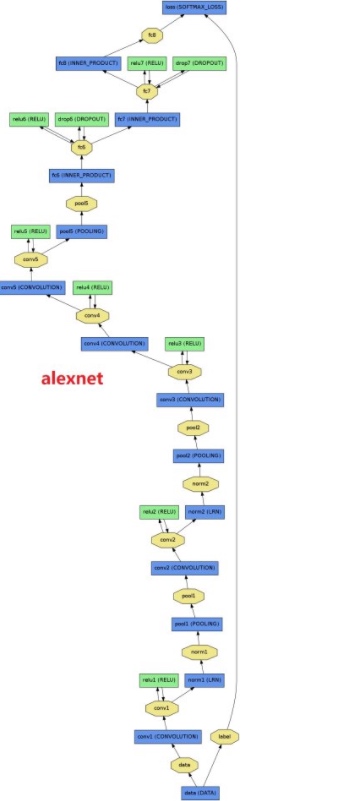 loss (SOFTMAX_LOSS)
fc8
fc8 (INNER_PRODUCT)
relu7 (RELU)
drop7 (DROPOUT)
fc7
relu6 (RELU)
drop6 (DROPOUT)
fc7 (INNER_PRODUCT)
fc6
fc6 (INNER_PRODUCT)
pool5
relu5 (RELU)
pool5 (POOLING)
conv5
conv5 (CONVOLUTION)
relu4 (RELU)
conv4
conv4 (CONVOLUTION)
relu3 (RELU)
conv3
alexnet
conv3 (CONVOLUTION)
pool2
pool2 (POOLING)
norm2
relu2 (RELU)
norm2 (LRN)
conv2
conv2 (CONVOLUTION)
pool1
pool1 (POOLING)
norm1
relu1 (RELU)
norm1 (LRN)
conv1
conv1 (CONVOLUTION)
label
data
data (DATA)